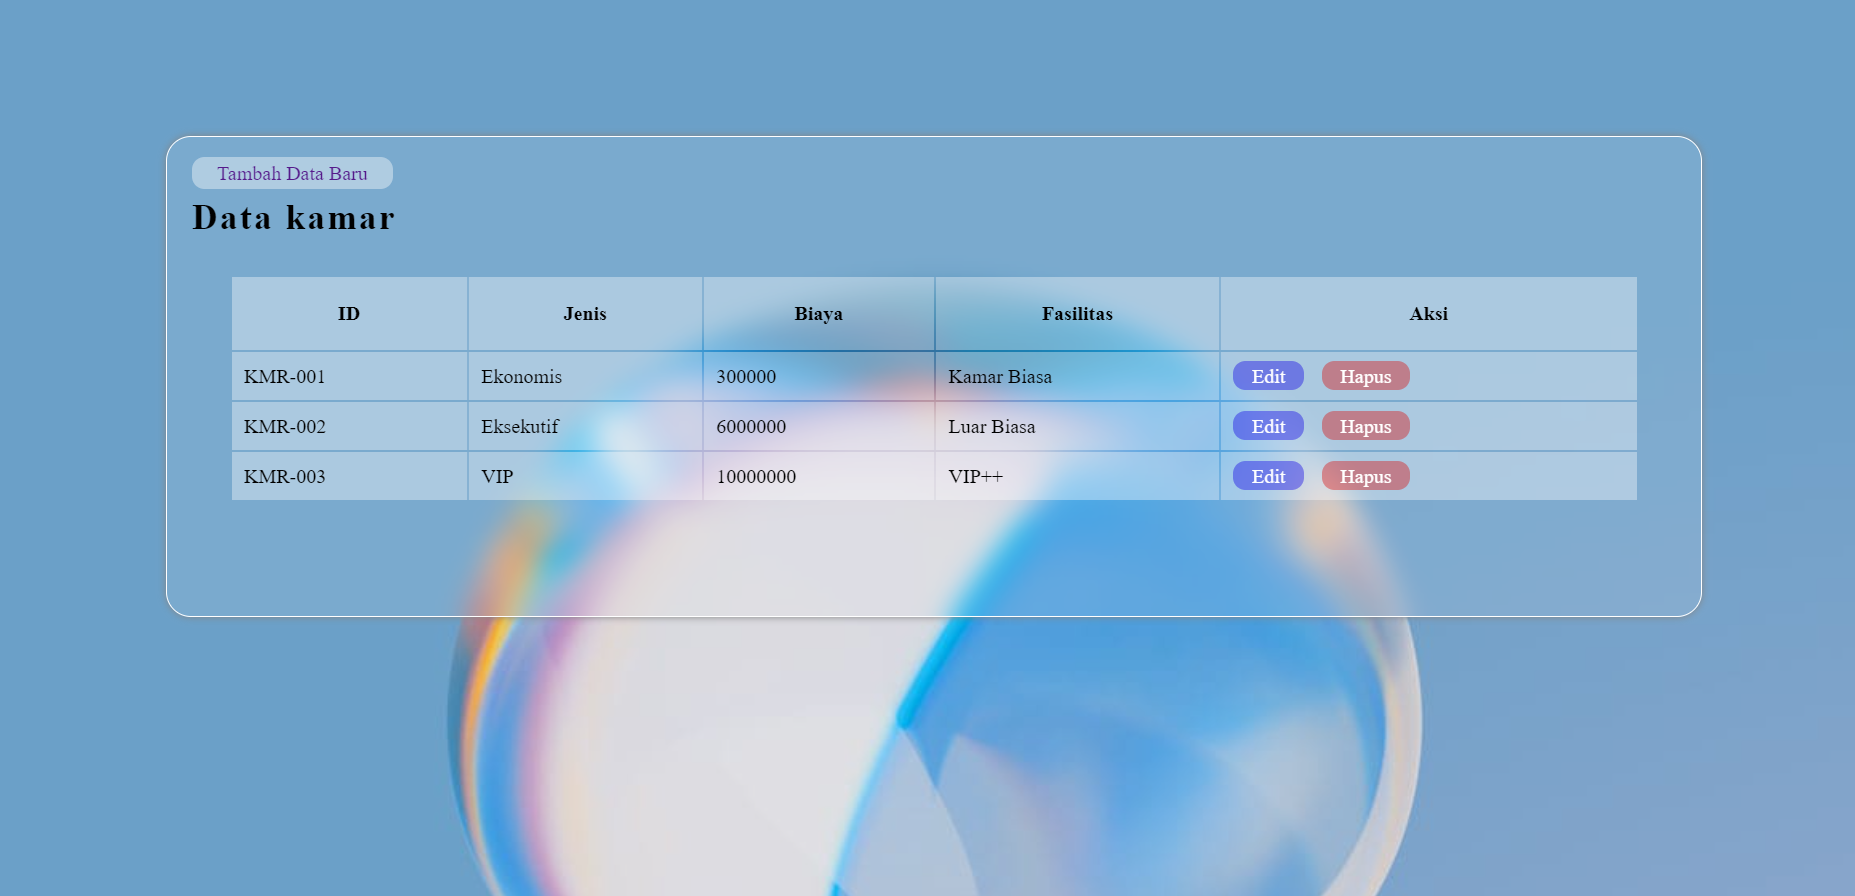 Tambah Data Baru
Data kamar
ID Jenis Biaya Fasilitas Aksi
KMR-001 Ekonomis 300000 Kamar Biasa Edit Hapus
KMR-002 Eksekutif 6000000 Luar Biasa Edit Hapus
KMR-003 VIP 10000000 VIP++ Edit Hapus